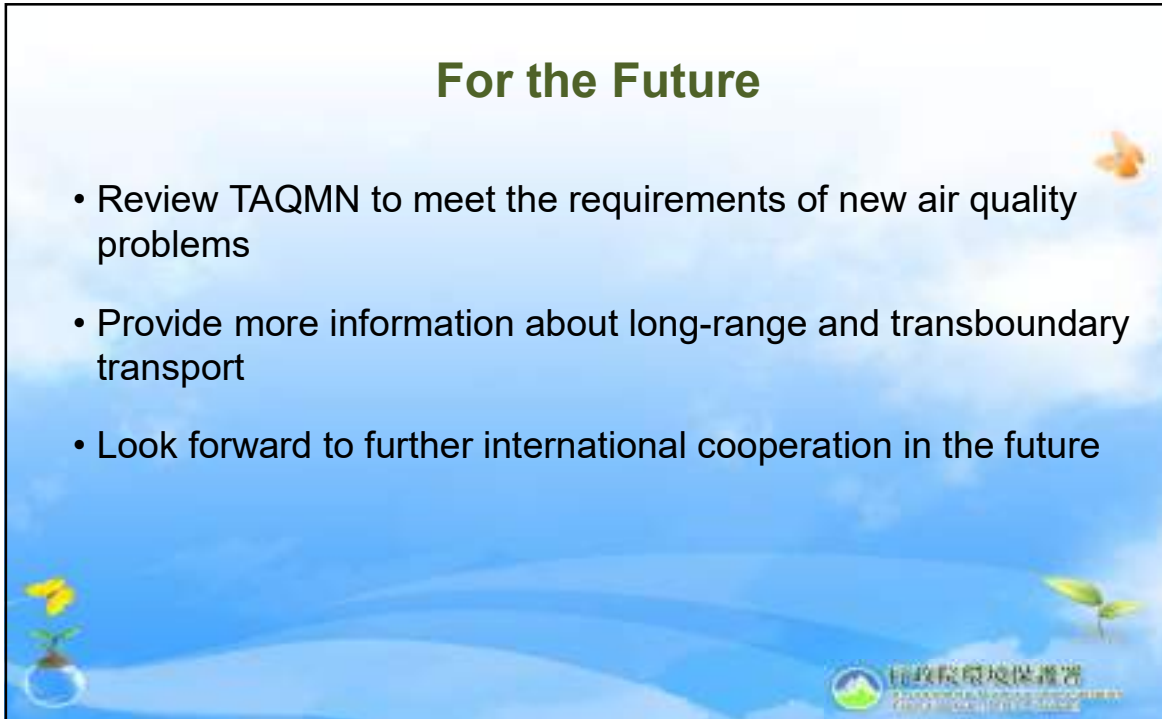 For the Future
• Review TAQMN to meet the requirements of new air quality
problems
• Provide more information about long-range and transboundary
transport
• Look forward to further international cooperation in the future
行政院環境保護署